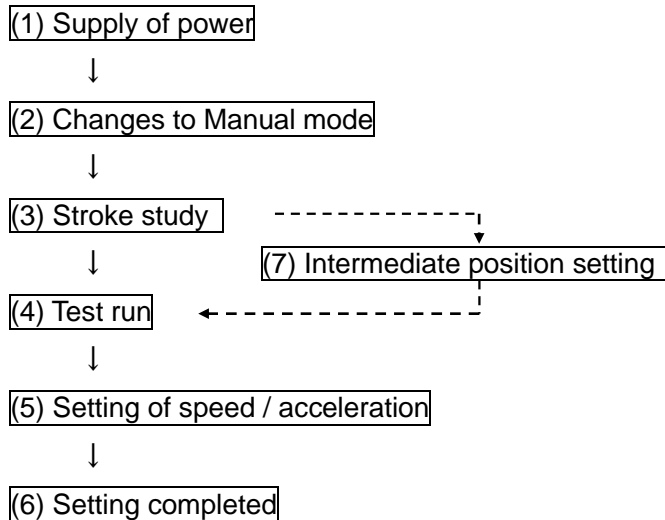 (1) Supply of power
↓
(2) Changes to Manual mode
↓
(3) Stroke study
↓
(7) Intermediate position setting
(4) Test run
↓
(5) Setting of speed / acceleration
↓
(6) Setting completed